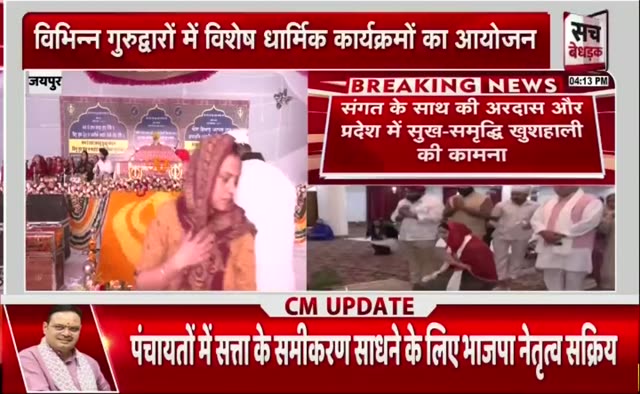 विभिन्न गुरुद्वारों में विशेष धार्मिक कार्यक्रमों का आयोजन
सच
बेधड़क
04:13 PM
जयपुर
BREAKING NEWS
संगत के साथ की अरदास और
प्रदेश में सुख-समृद्धि खुशहाली
की कामना
CM UPDATE
पंचायतों में सत्ता के समीकरण साधने के लिए भाजपा नेतृत्व सक्रिय